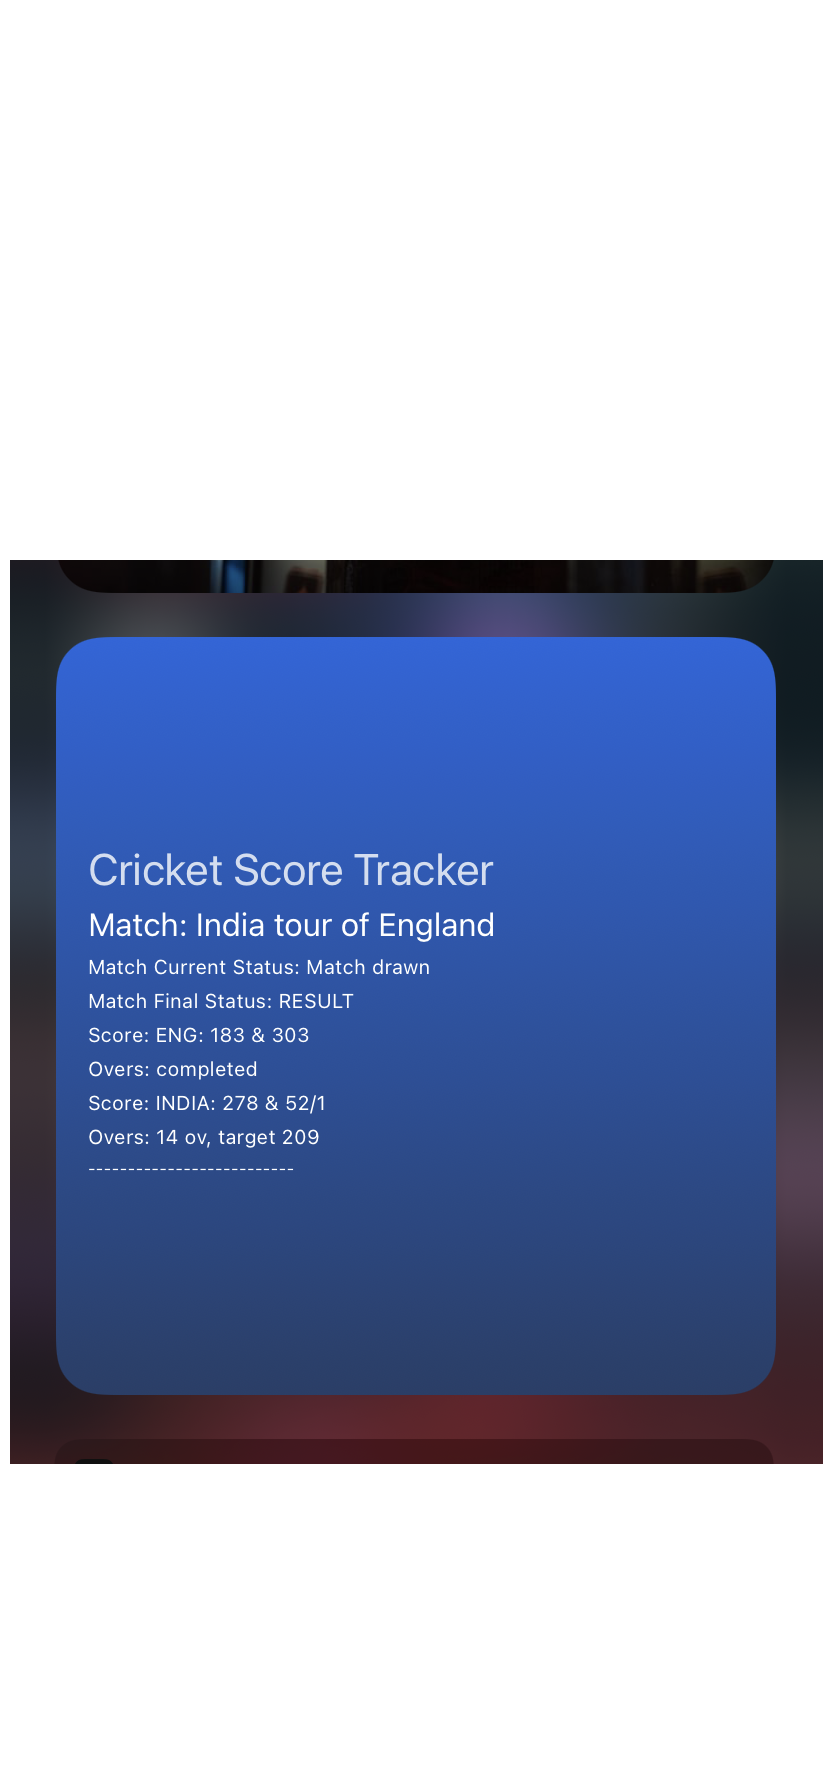 Cricket Score Tracker
Match: India tour of England
Match Current Status: Match drawn
Match Final Status: RESULT
Score: ENG: 183 & 303
Overs: completed
Score: INDIA: 278 & 52/1
Overs: 14 ov, target 209
--------------------------